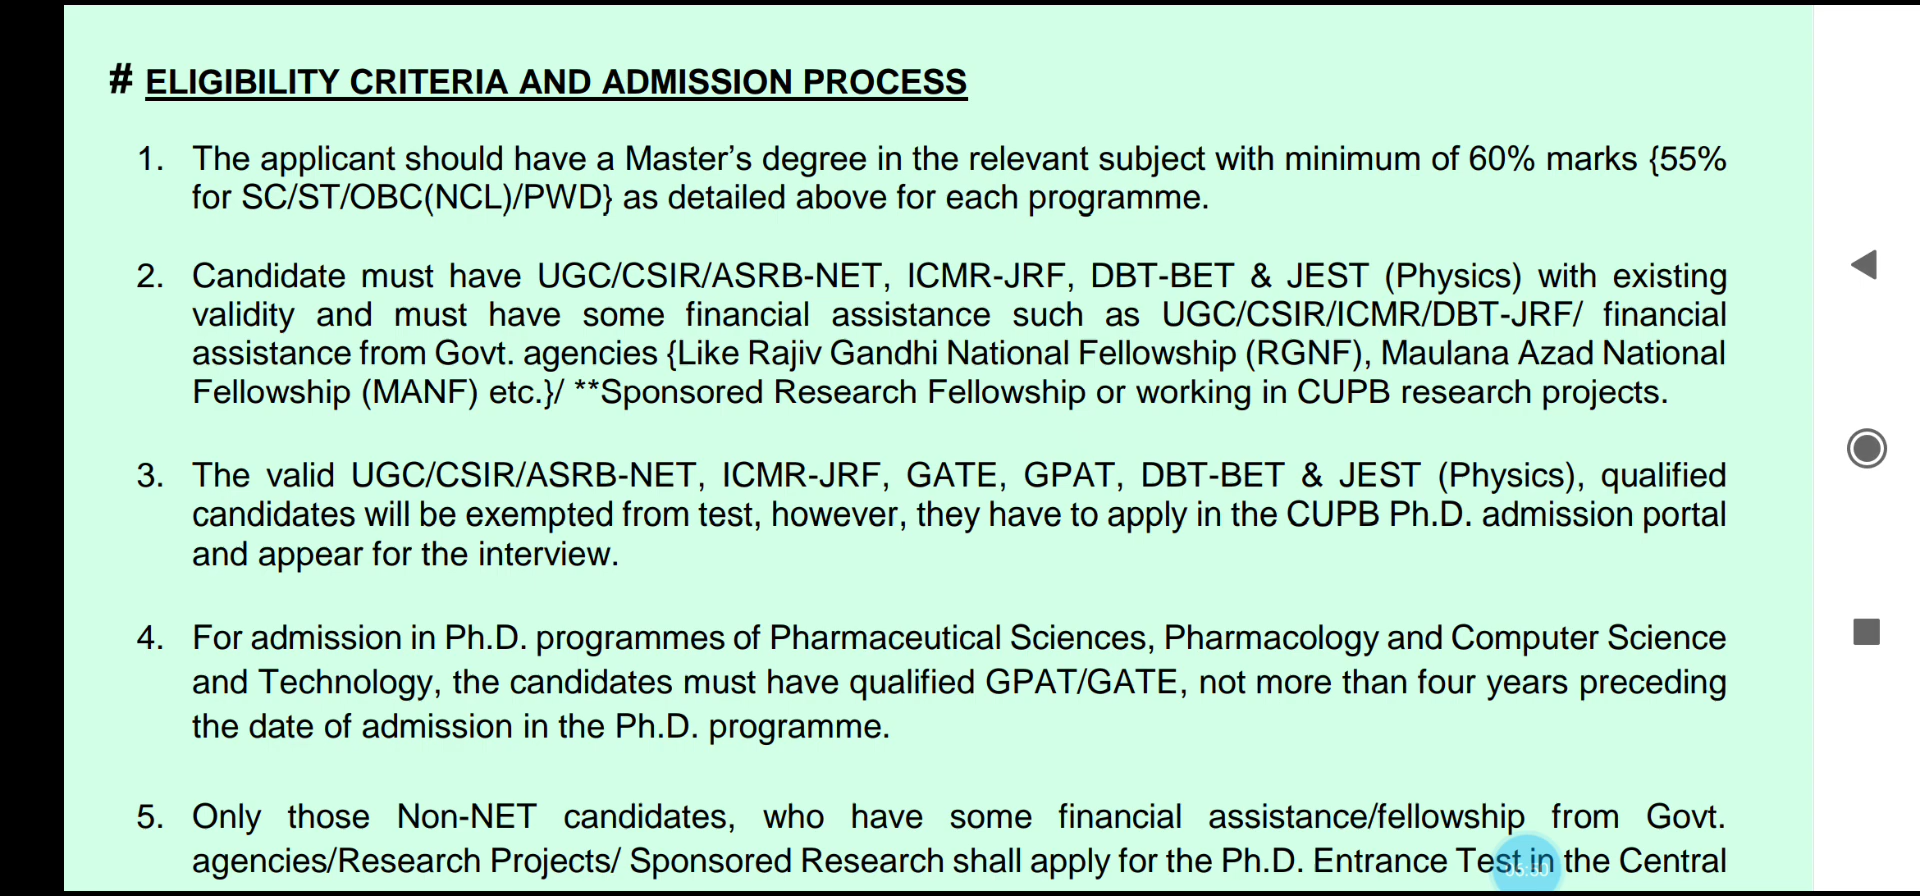 # ELIGIBILITY CRITERIA AND ADMISSION PROCESS
1. The applicant should have a Master’s degree in the relevant subject with minimum of 60% marks {55%
for SC/ST/OBC(NCL)/PWD} as detailed above for each programme.
2. Candidate must have UGC/CSIR/ASRB-NET, ICMR-JRF, DBT-BET & JEST (Physics) with existing
validity and must have some financial assistance such as UGC/CSIR/ICMR/DBT-JRF/ financial
assistance from Govt. agencies {Like Rajiv Gandhi National Fellowship (RGNF), Maulana Azad National
Fellowship (MANF) etc.}/ **Sponsored Research Fellowship or working in CUPB research projects.
3. The valid UGC/CSIR/ASRB-NET, ICMR-JRF, GATE, GPAT, DBT-BET & JEST (Physics), qualified
candidates will be exempted from test, however, they have to apply in the CUPB Ph.D. admission portal
and appear for the interview.
4. For admission in Ph.D. programmes of Pharmaceutical Sciences, Pharmacology and Computer Science
and Technology, the candidates must have qualified GPAT/GATE, not more than four years preceding
the date of admission in the Ph.D. programme.
5. Only those Non-NET candidates, who have some financial assistance/fellowship from Govt.
agencies/Research Projects/ Sponsored Research shall apply for the Ph.D. Entrance Test in the Central